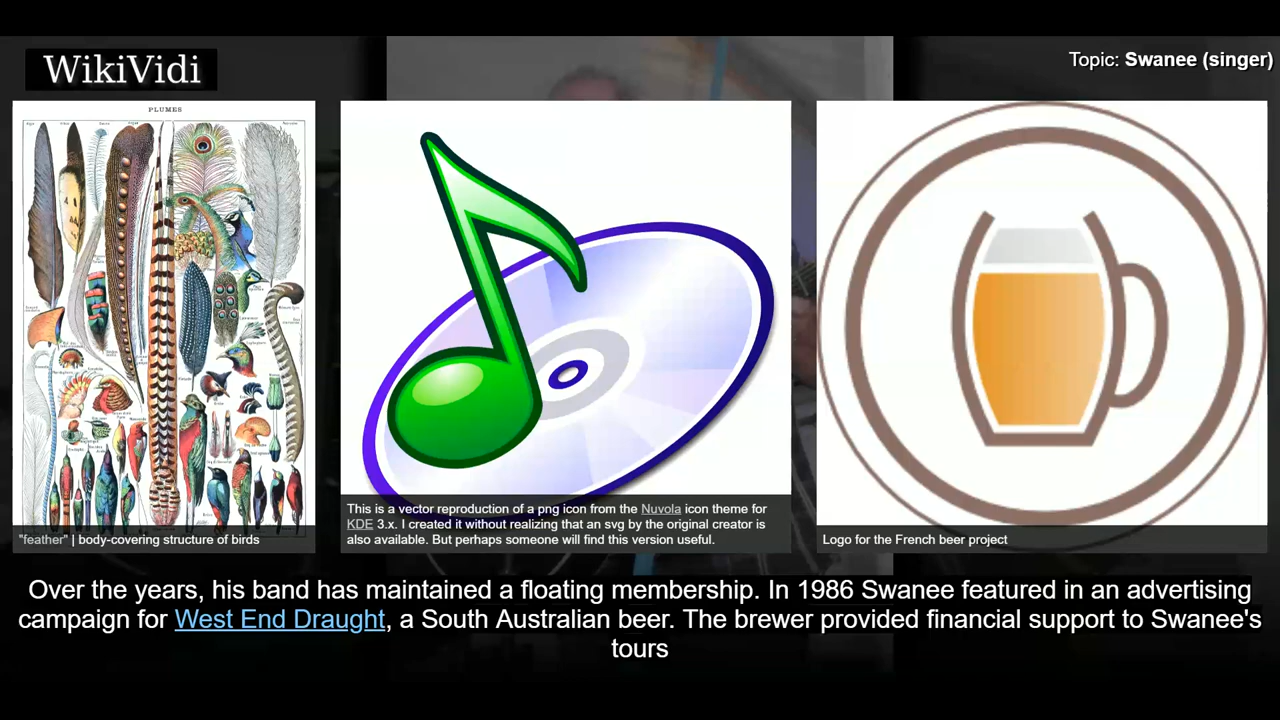 WikiVidi
Topic: Swanee (singer)
PLUMES
"feather" | body-covering structure of birds
This is a vector reproduction of a png icon from the Nuvola icon theme for
KDE 3.x. I created it without realizing that an svg by the original creator is
also available. But perhaps someone will find this version useful.
Logo for the French beer project
Over the years, his band has maintained a floating membership. In 1986 Swanee featured in an advertising
campaign for West End Draught, a South Australian beer. The brewer provided financial support to Swanee's
tours